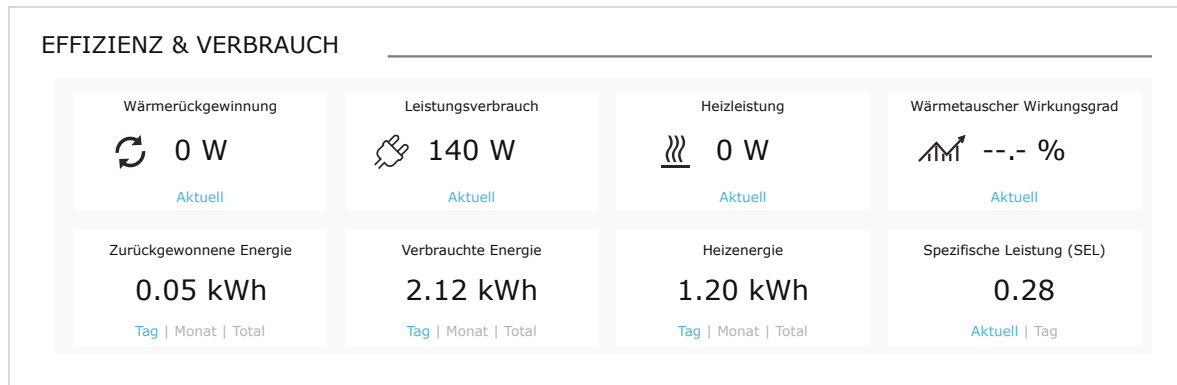 EFFIZIENZ & VERBRAUCH
Wärmerückgewinnung
0 W
Aktuell
Leistungsverbrauch
140 W
Aktuell
Heizleistung
0 W
Aktuell
Wärmetauscher Wirkungsgrad
--.- %
Aktuell
Zurückgewonnene Energie
0.05 kWh
Tag | Monat | Total
Verbrauchte Energie
2.12 kWh
Tag | Monat | Total
Heizenergie
1.20 kWh
Tag | Monat | Total
Spezifische Leistung (SEL)
0.28
Aktuell | Tag